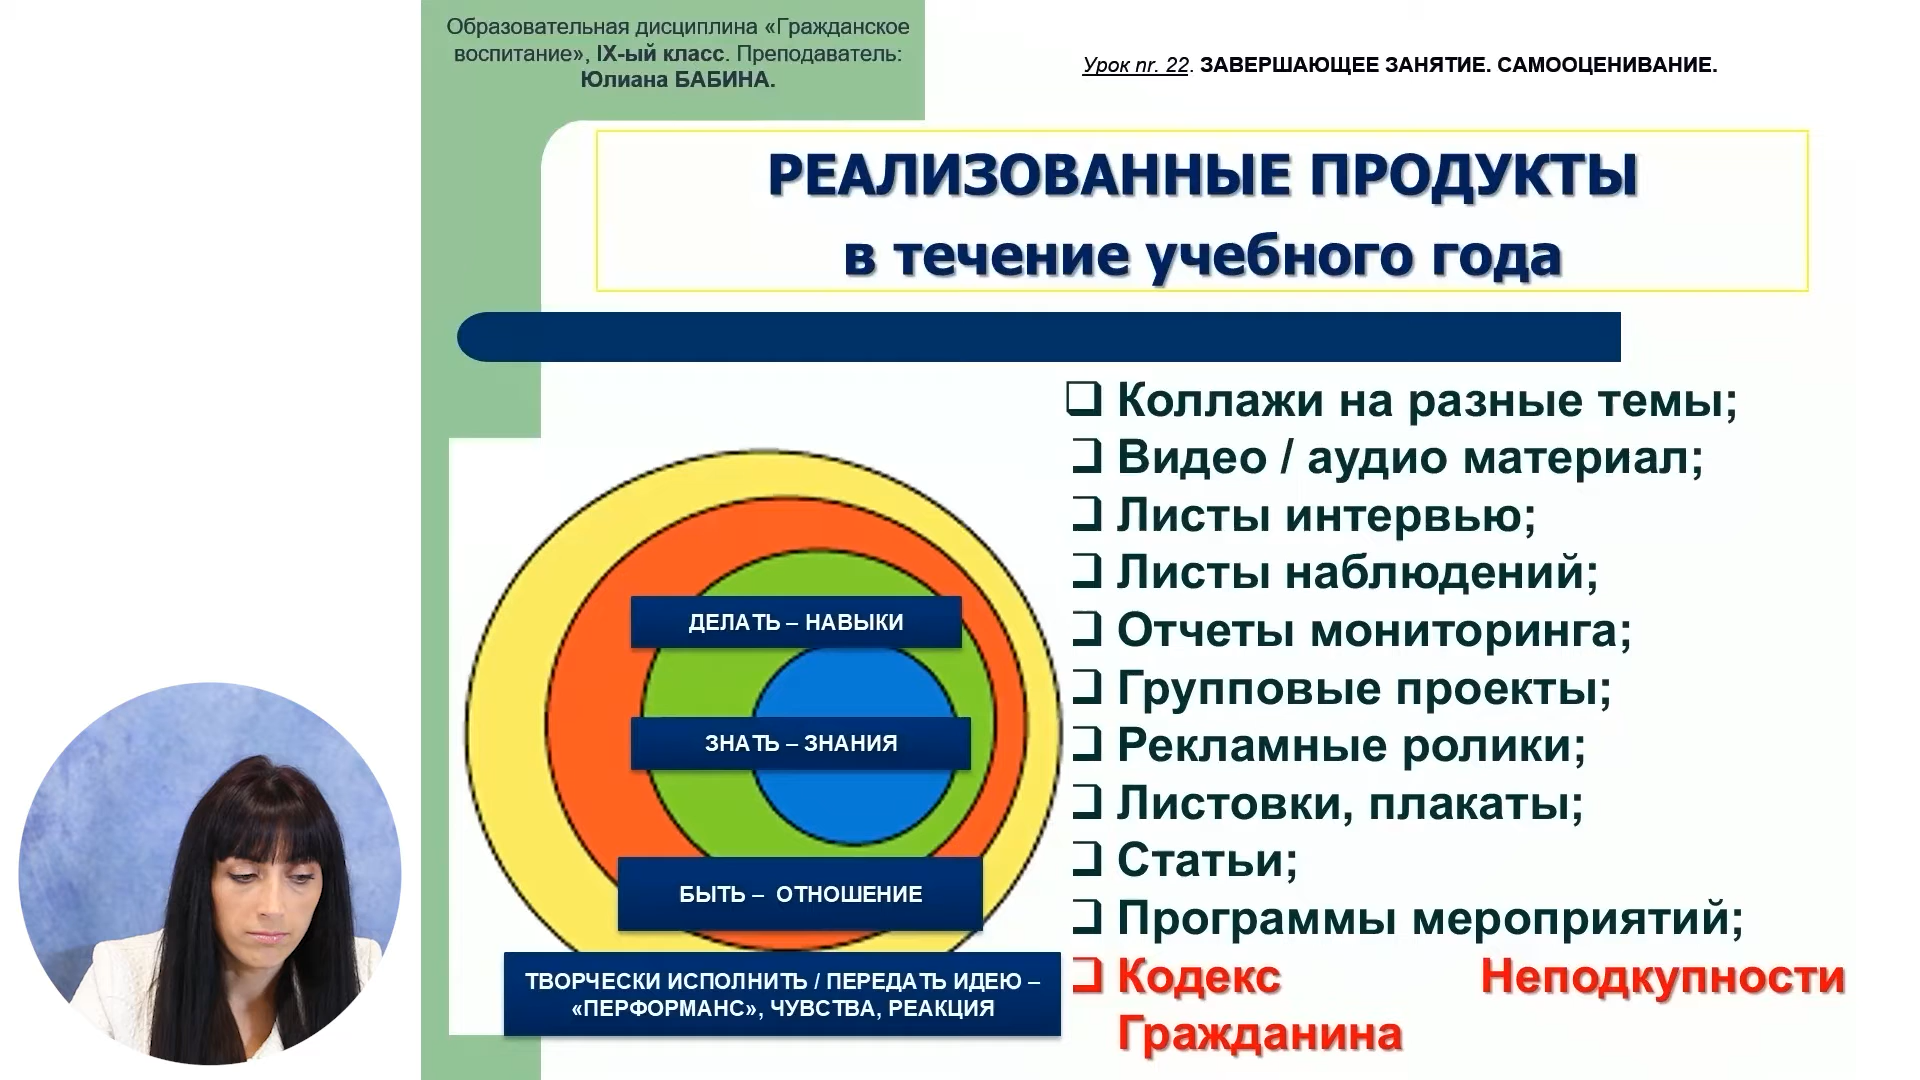 Образовательная дисциплина «Гражданское
воспитание», IX-ый класс. Преподаватель:
Юлиана БАБИНА.
Урок nr. 22. ЗАВЕРШАЮЩЕЕ ЗАНЯТИЕ. САМООЦЕНИВАНИЕ.
РЕАЛИЗОВАННЫЕ ПРОДУКТЫ
в течение учебного года
ДЕЛАТЬ – НАВЫКИ
ЗНАТЬ – ЗНАНИЯ
БЫТЬ – ОТНОШЕНИЕ
ТВОРЧЕСКИ ИСПОЛНИТЬ / ПЕРЕДАТЬ ИДЕЮ –
«ПЕРФОРМАНС», ЧУВСТВА, РЕАКЦИЯ
❑ Коллажи на разные темы;
❑ Видео / аудио материал;
❑ Листы интервью;
❑ Листы наблюдений;
❑ Отчеты мониторинга;
❑ Групповые проекты;
❑ Рекламные ролики;
❑ Листовки, плакаты;
❑ Статьи;
❑ Программы мероприятий;
❑ Кодекс Неподкупности
Гражданина